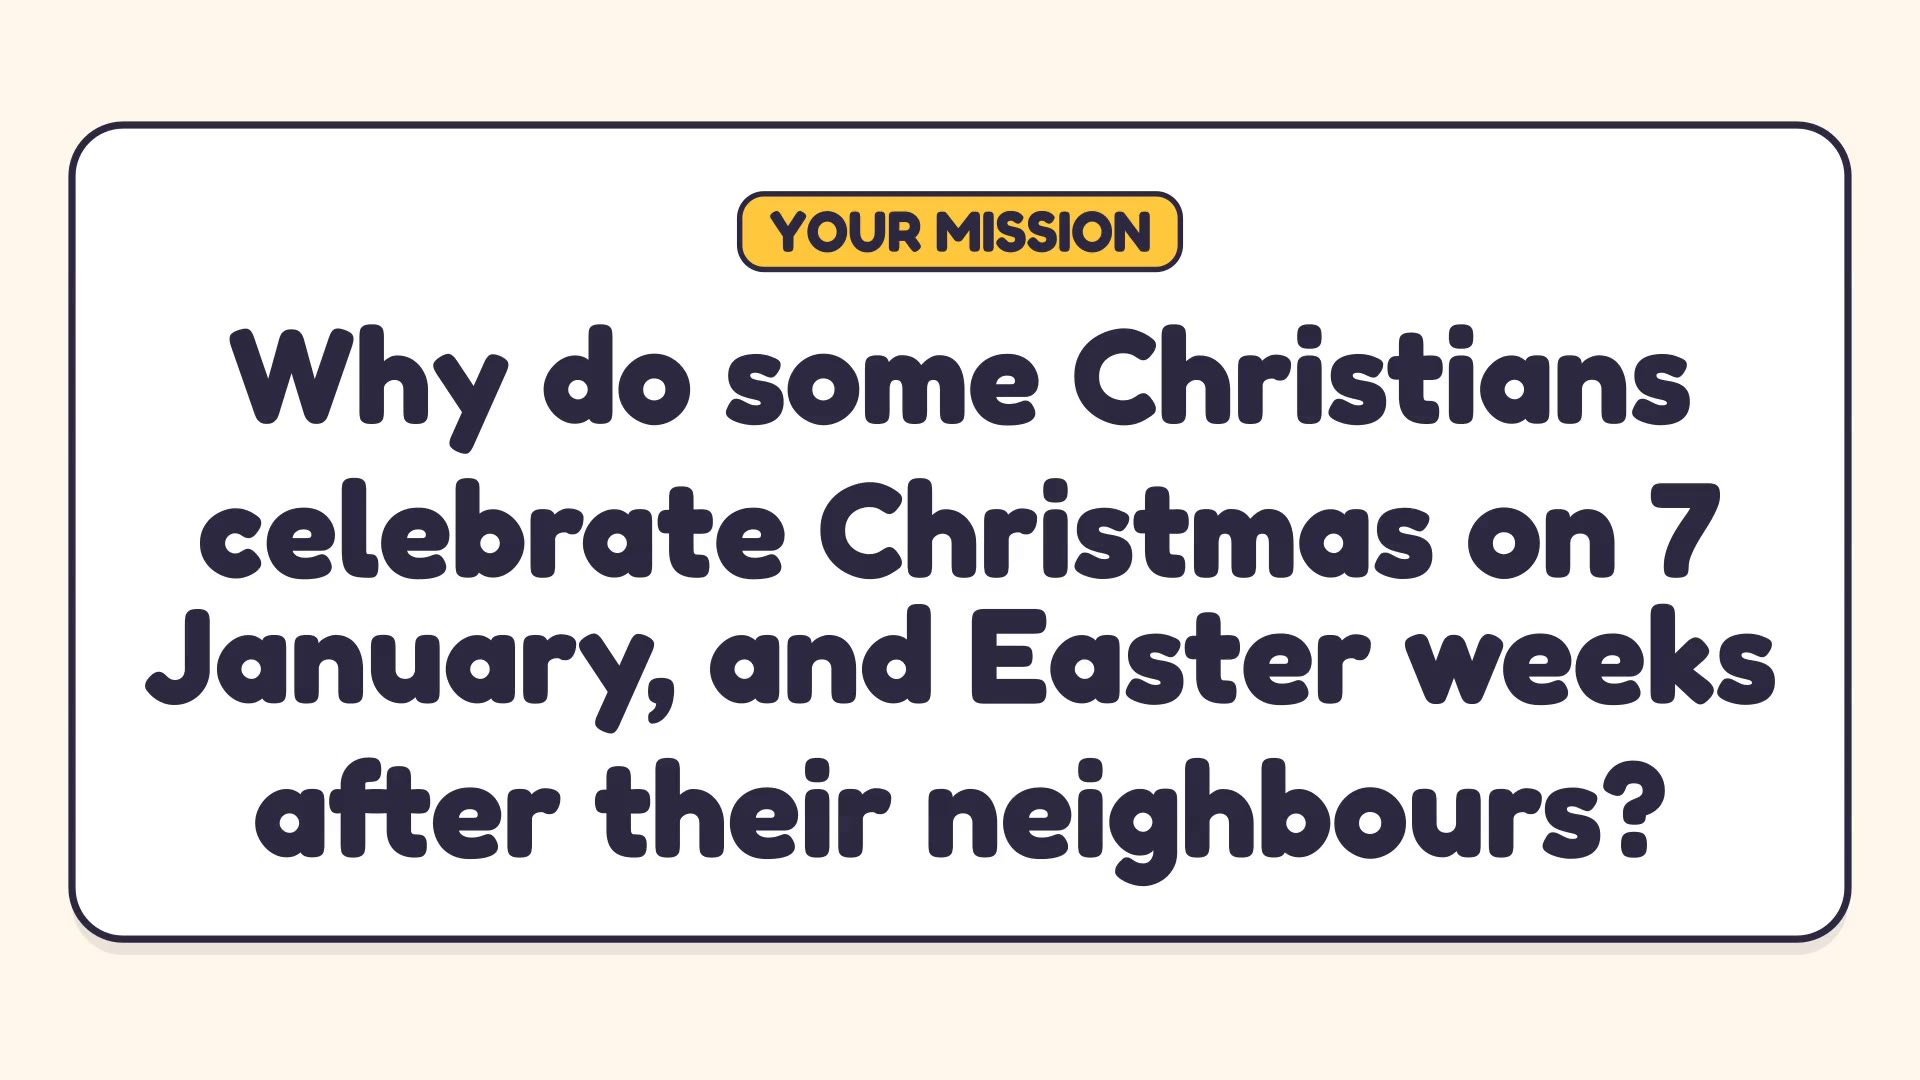 YOUR MISSION
Why do some Christians
celebrate Christmas on 7
January, and Easter weeks
after their neighbours?